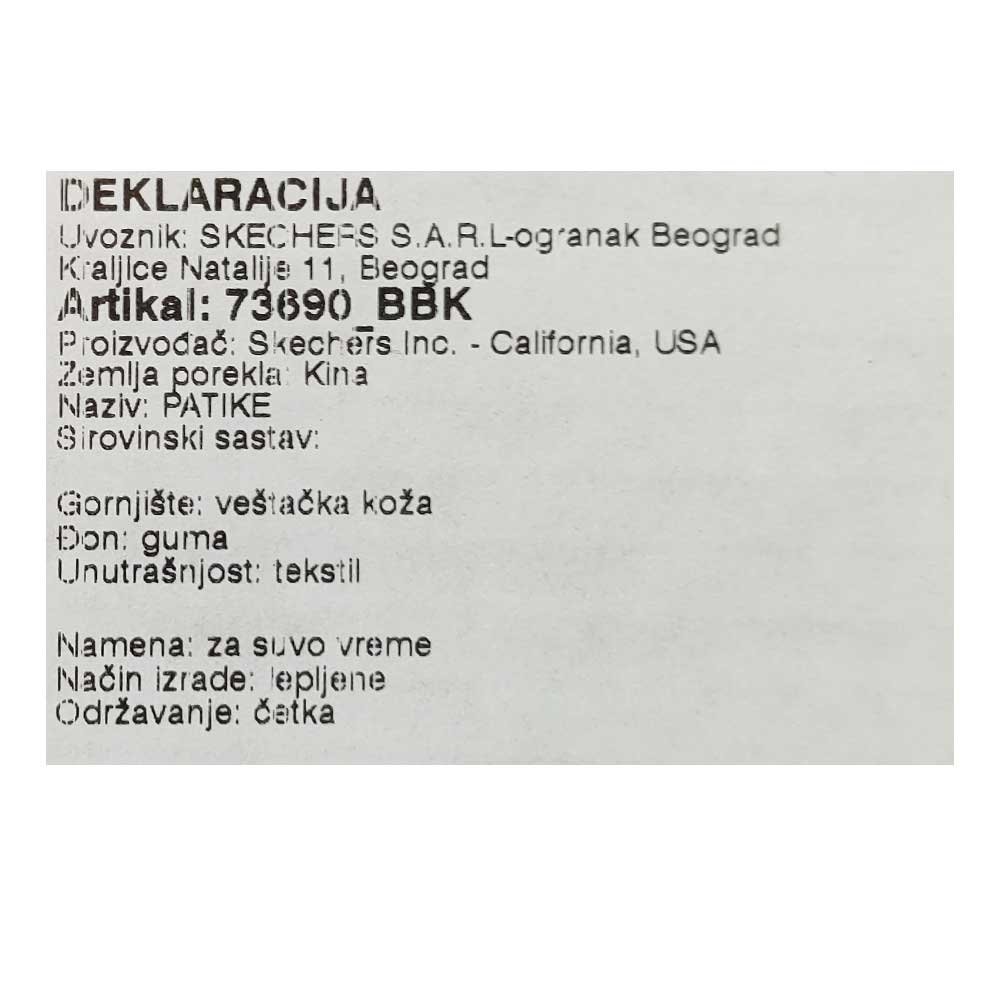 DEKLARACIJA
Uvoznik: SKECHERS S.A.R.L-ogranak Beograd
Kraljice Natalije 11, Beograd
Artikal: 73690_BBK
Proizvođač: Skechers Inc. - California, USA
Zemlja porekla: Kina
Naziv: PATIKE
Sirovinski sastav:
Gornjište: veštačka koža
Đon: guma
Unutrašnjost: tekstil
Namena: za suvo vreme
Način izrade: lepljene
Održavanje: četka